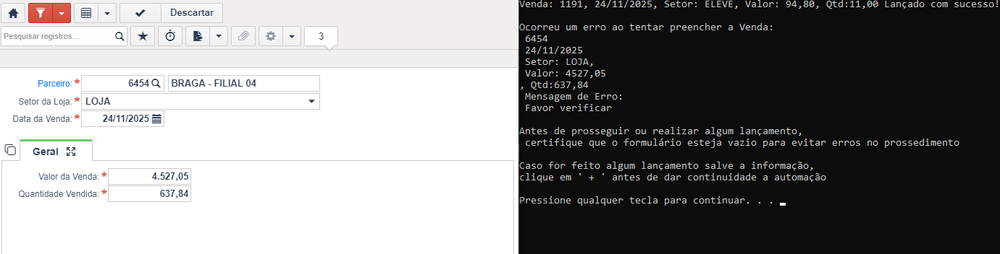 Descartar
Pesquisar registros...
3
Parceiro: * 6454 BRAGA - FILIAL 04
Setor da Loja: * LOJA
Data da Venda: * 24/11/2025
Geral
Valor da Venda: * 4.527,05
Quantidade Vendida: * 637,84
Venda: 1191, 24/11/2025, Setor: ELEVE, Valor: 94,80, Qtd:11,00 Lançado com sucesso!
Ocorreu um erro ao tentar preencher a Venda:
6454
24/11/2025
Setor: LOJA,
Valor: 4527,05
, Qtd:637,84
Mensagem de Erro:
Favor verificar
Antes de prosseguir ou realizar algum lançamento,
certifique que o formulário esteja vazio para evitar erros no prossedimento
Caso for feito algum lançamento salve a informação,
clique em ' + ' antes de dar continuidade a automação
Pressione qualquer tecla para continuar. . .